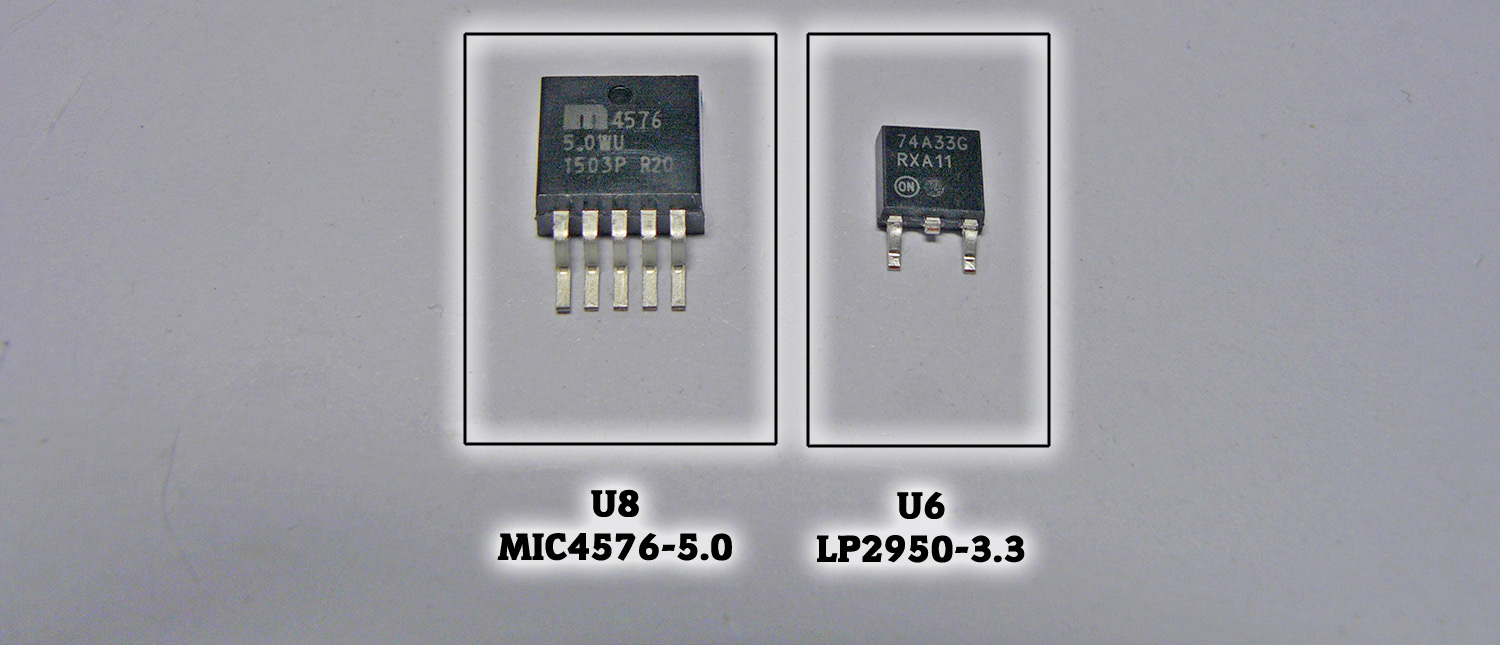 m 4576
5.0WU
1503P R20
74A33G
RXA11
ON
U8
MIC4576-5.0
U6
LP2950-3.3